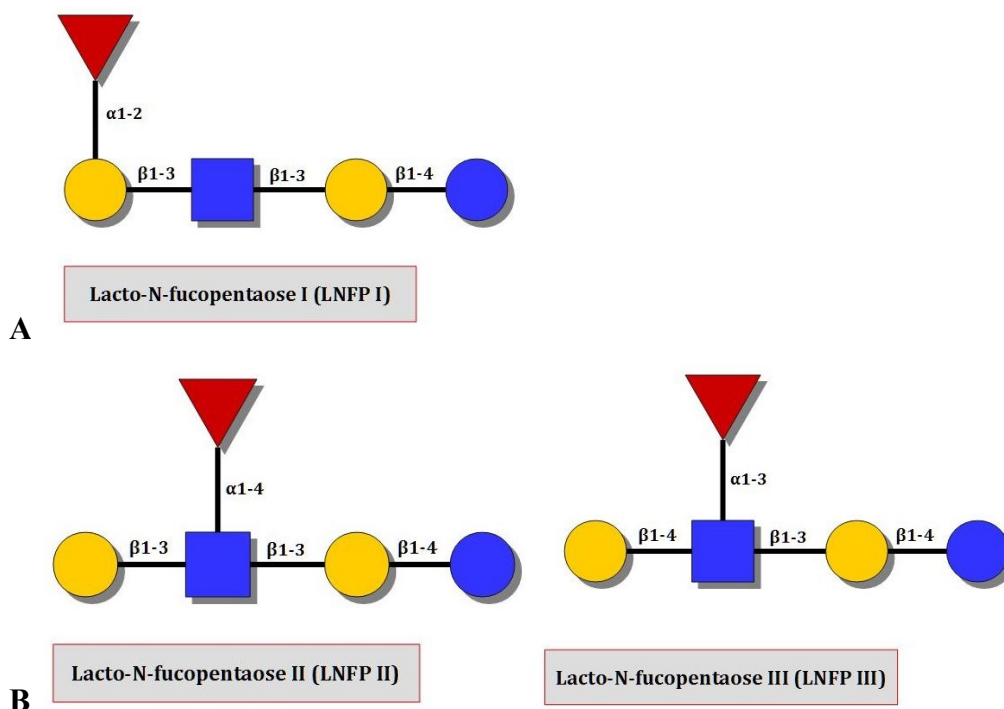 α1-2
β1-3 β1-3 β1-4
Lacto-N-fucopentaose I (LNFP I)
A
α1-4
β1-3 β1-3 β1-4
Lacto-N-fucopentaose II (LNFP II)
B
α1-3
β1-4 β1-3 β1-4
Lacto-N-fucopentaose III (LNFP III)